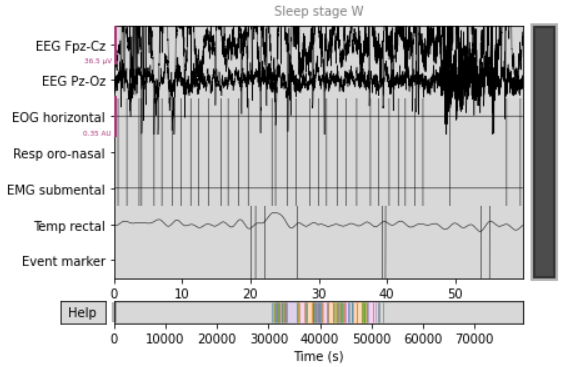 Sleep stage W
EEG Fpz-Cz
36.5 µV
EEG Pz-Oz
EOG horizontal
0.35 AU
Resp oro-nasal
EMG submental
Temp rectal
Event marker
0 10 20 30 40 50
Help
0 10000 20000 30000 40000 50000 60000 70000
Time (s)